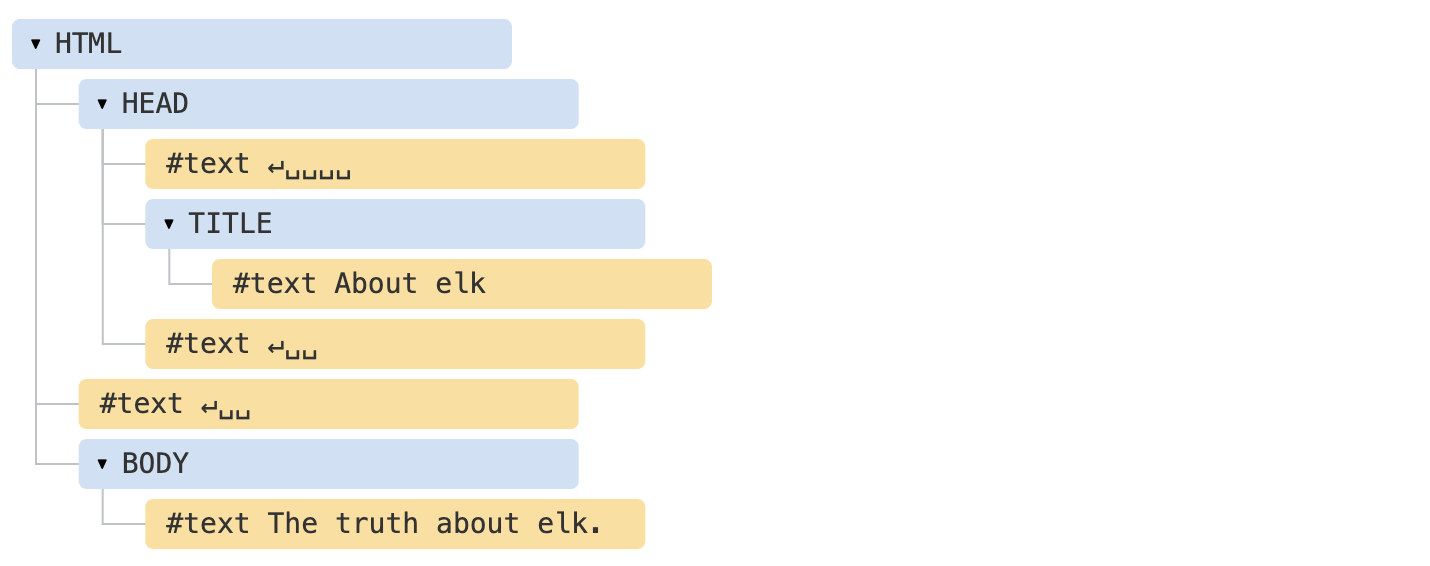 ▾ HTML
▾ HEAD
#text ↵␣␣␣␣
▾ TITLE
#text About elk
#text ↵␣␣
#text ↵␣␣
▾ BODY
#text The truth about elk.